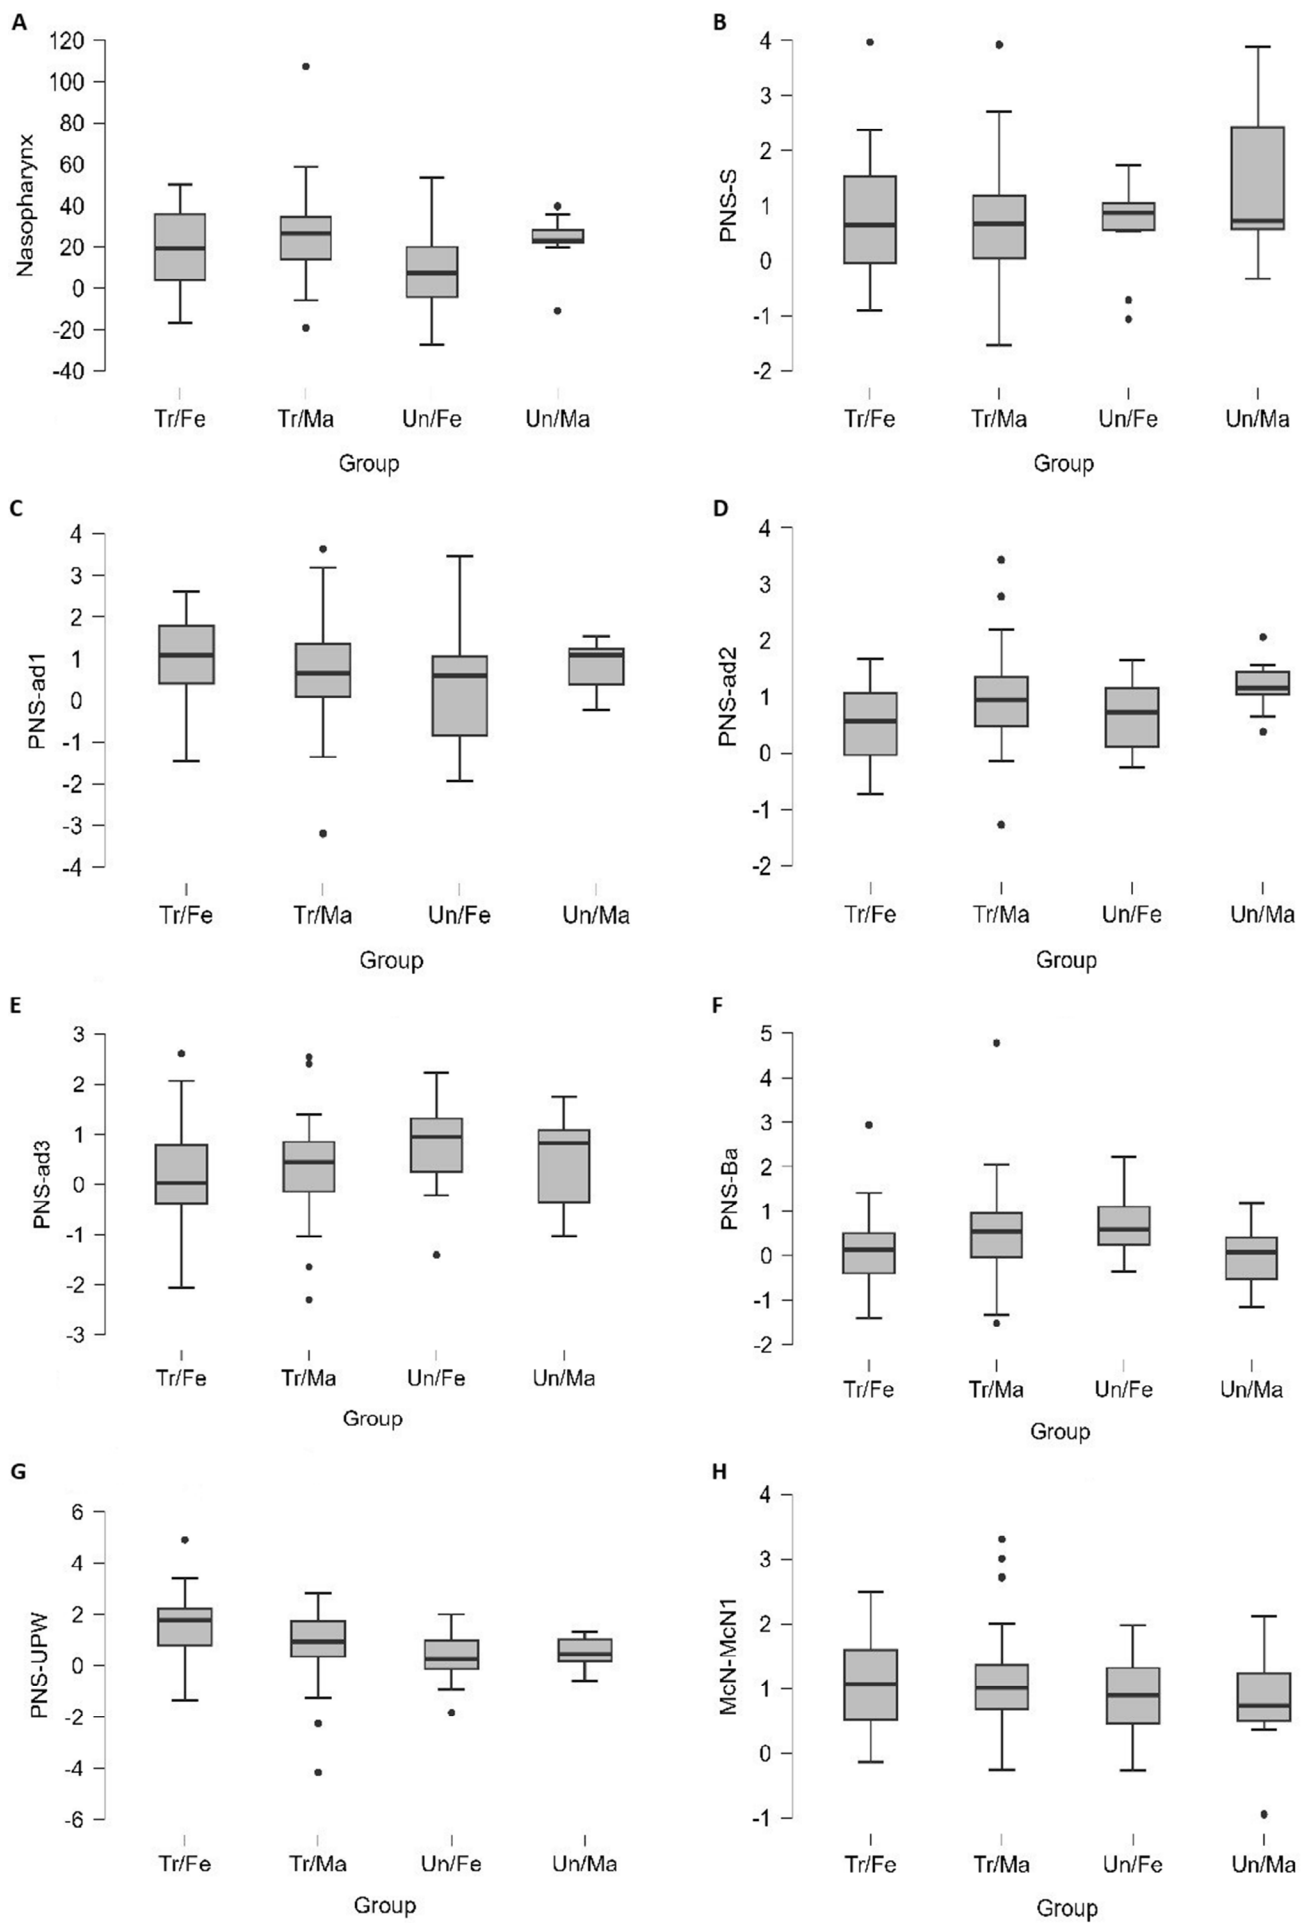 A
Nasopharynx
120
100
80
60
40
20
0
-20
-40
Tr/Fe Tr/Ma Un/Fe Un/Ma
Group
B
PNS-S
4
3
2
1
0
-1
-2
Tr/Fe Tr/Ma Un/Fe Un/Ma
Group
C
PNS-ad1
4
3
2
1
0
-1
-2
-3
-4
Tr/Fe Tr/Ma Un/Fe Un/Ma
Group
D
PNS-ad2
4
3
2
1
0
-1
-2
Tr/Fe Tr/Ma Un/Fe Un/Ma
Group
E
PNS-ad3
3
2
1
0
-1
-2
-3
Tr/Fe Tr/Ma Un/Fe Un/Ma
Group
F
PNS-Ba
5
4
3
2
1
0
-1
-2
Tr/Fe Tr/Ma Un/Fe Un/Ma
Group
G
PNS-UPW
6
4
2
0
-2
-4
-6
Tr/Fe Tr/Ma Un/Fe Un/Ma
Group
H
McN-McN1
4
3
2
1
0
-1
Tr/Fe Tr/Ma Un/Fe Un/Ma
Group